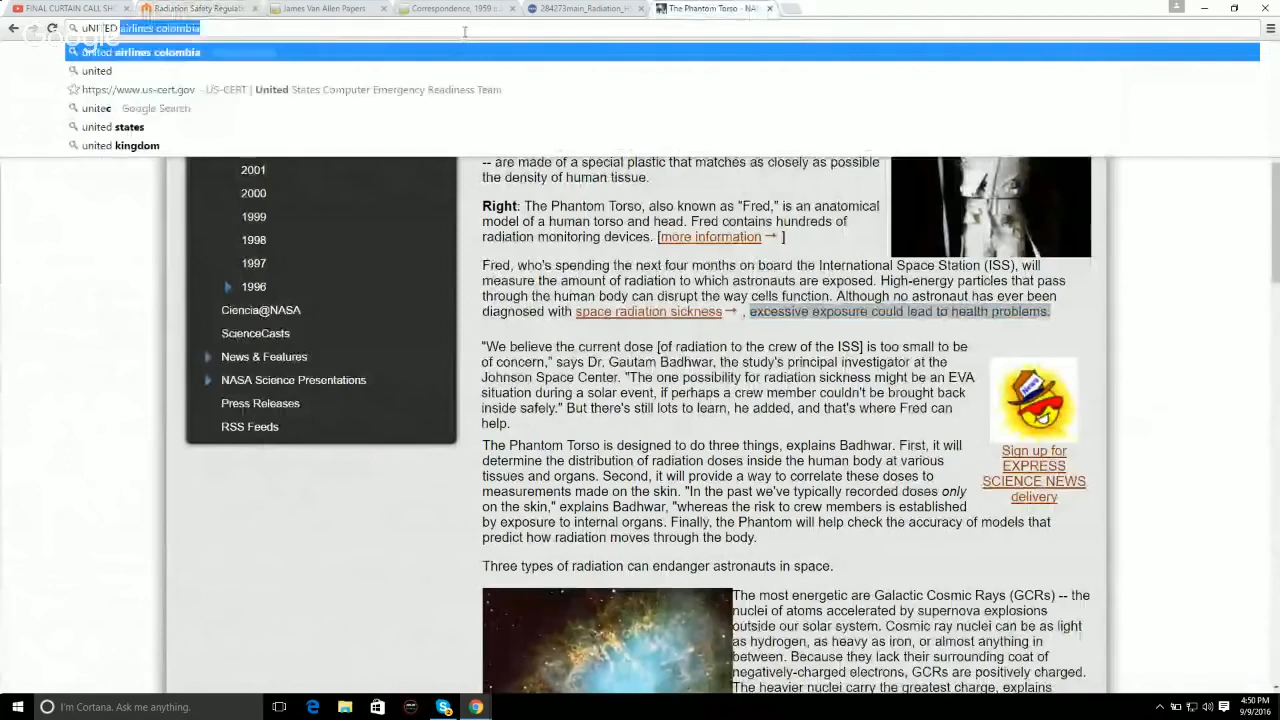 FINAL CURTAIN CALL SHO
Radiation Safety Regulati
James Van Allen Papers
Correspondence, 1959 c
284273main_Radiation_H
The Phantom Torso - NA
uNITED airlines colombia
Google
united airlines colombia
united
https://www.us-cert.gov - US-CERT | United States Computer Emergency Readiness Team
unitec Google Search
united states
united kingdom
2001
2000
1999
1998
1997
1996
Ciencia@NASA
ScienceCasts
News & Features
NASA Science Presentations
Press Releases
RSS Feeds
-- are made of a special plastic that matches as closely as possible
the density of human tissue.
Right: The Phantom Torso, also known as "Fred," is an anatomical
model of a human torso and head. Fred contains hundreds of
radiation monitoring devices. [more information → ]
Fred, who's spending the next four months on board the International Space Station (ISS), will
measure the amount of radiation to which astronauts are exposed. High-energy particles that pass
through the human body can disrupt the way cells function. Although no astronaut has ever been
diagnosed with space radiation sickness → , excessive exposure could lead to health problems.
"We believe the current dose [of radiation to the crew of the ISS] is too small to be
of concern," says Dr. Gautam Badhwar, the study's principal investigator at the
Johnson Space Center. "The one possibility for radiation sickness might be an EVA
situation during a solar event, if perhaps a crew member couldn't be brought back
inside safely." But there's still lots to learn, he added, and that's where Fred can
help.
News
Sign up for
EXPRESS
SCIENCE NEWS
delivery
The Phantom Torso is designed to do three things, explains Badhwar. First, it will
determine the distribution of radiation doses inside the human body at various
tissues and organs. Second, it will provide a way to correlate these doses to
measurements made on the skin. "In the past we've typically recorded doses only
on the skin," explains Badhwar, "whereas the risk to crew members is established
by exposure to internal organs. Finally, the Phantom will help check the accuracy of models that
predict how radiation moves through the body.
Three types of radiation can endanger astronauts in space.
The most energetic are Galactic Cosmic Rays (GCRs) -- the
nuclei of atoms accelerated by supernova explosions
outside our solar system. Cosmic ray nuclei can be as light
as hydrogen, as heavy as iron, or almost anything in
between. Because they lack their surrounding coat of
negatively-charged electrons, GCRs are positively charged.
The heavier nuclei carry the greatest charge, explains
I'm Cortana. Ask me anything.
4:50 PM
9/9/2016